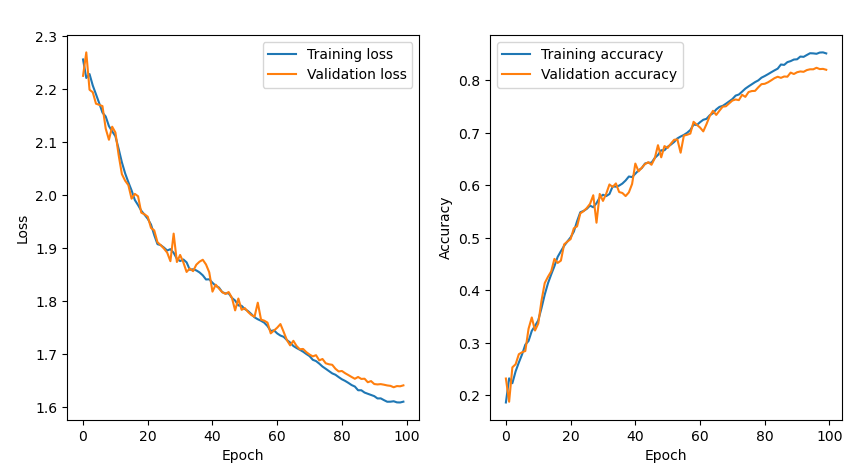 2.3
2.2
2.1
2.0
1.9
1.8
1.7
1.6
Loss
0 20 40 60 80 100
Epoch
Training loss
Validation loss
0.8
0.7
0.6
0.5
0.4
0.3
0.2
Accuracy
0 20 40 60 80 100
Epoch
Training accuracy
Validation accuracy